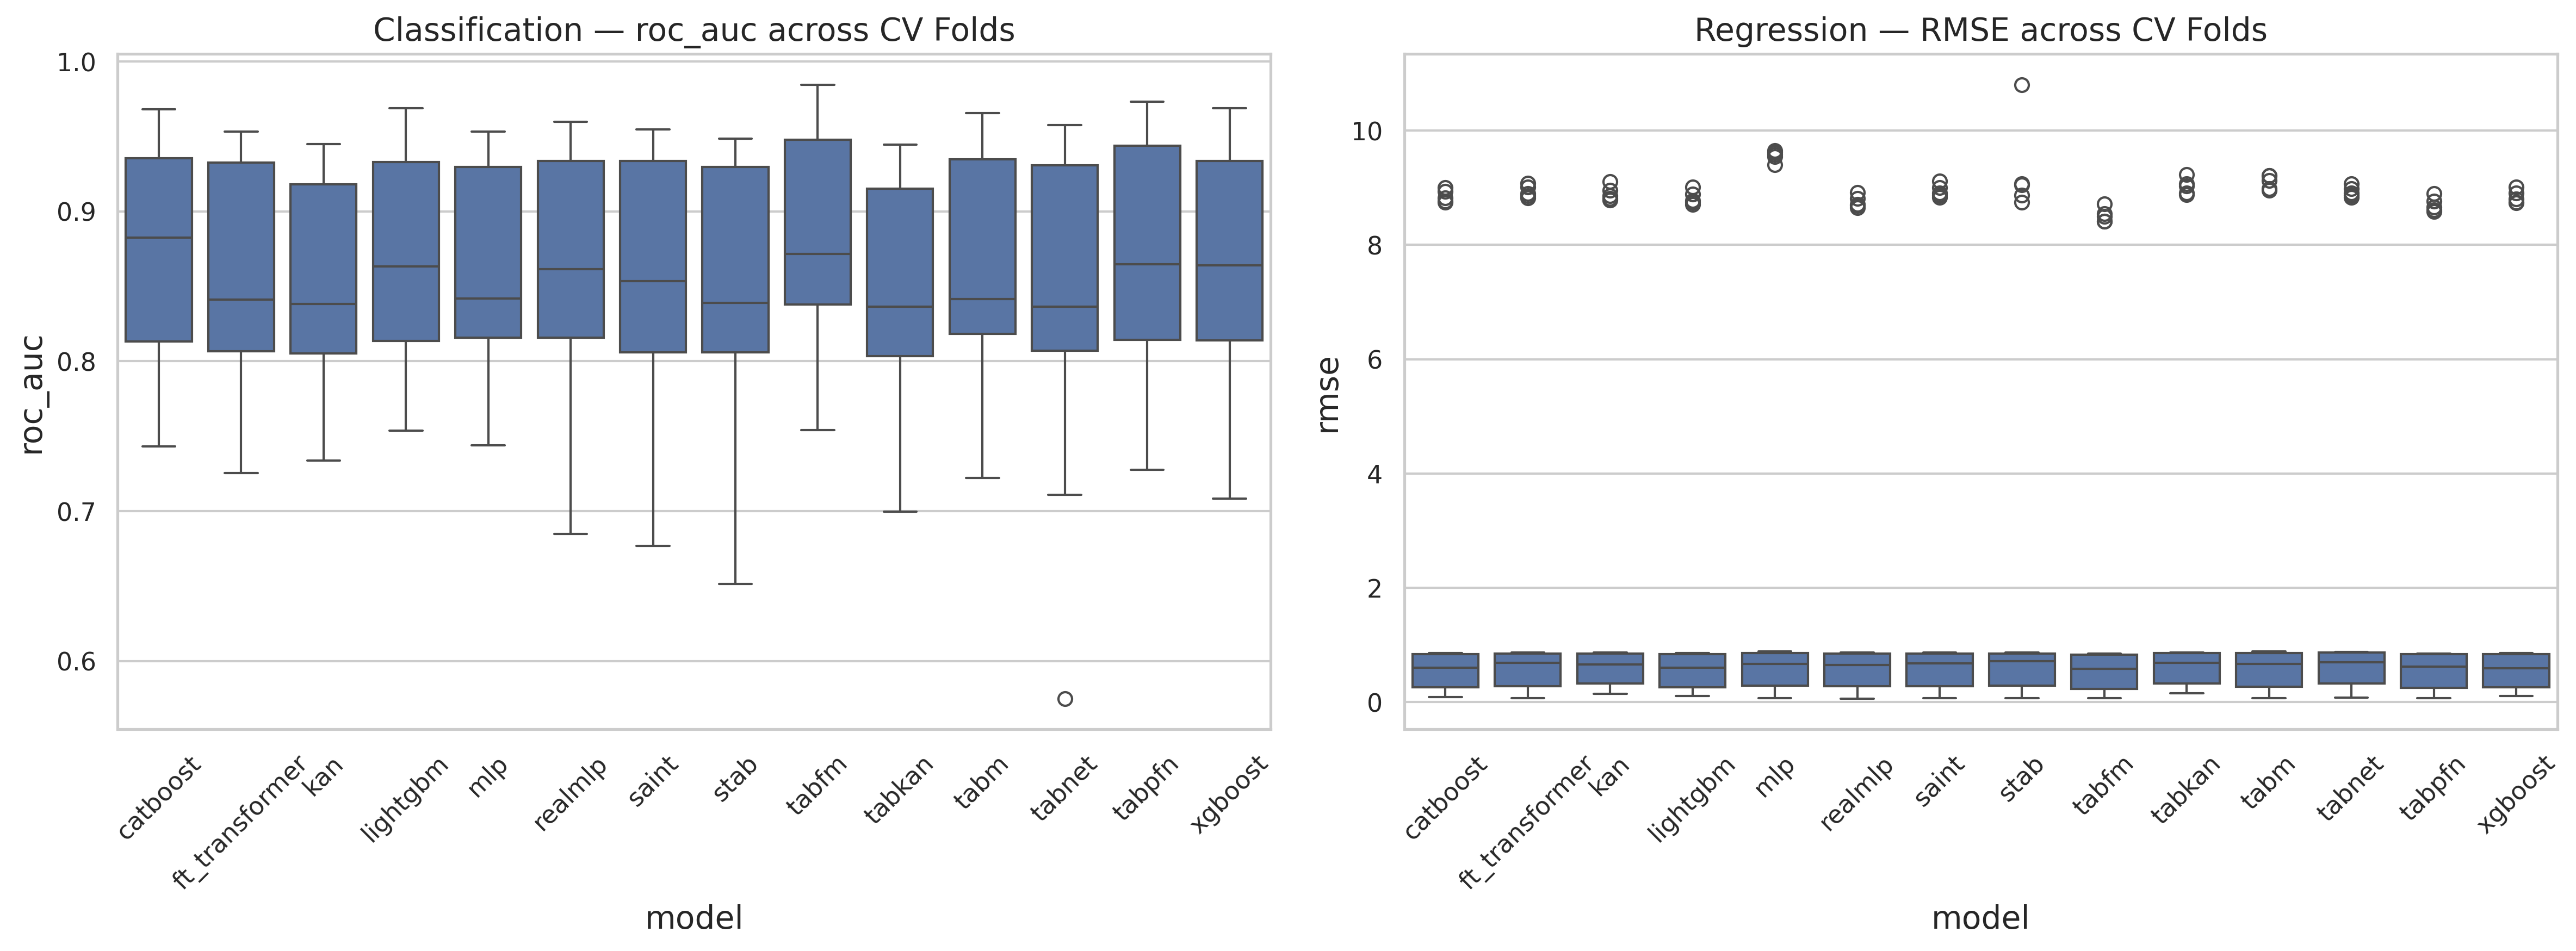 Classification — roc_auc across CV Folds
roc_auc
1.0
0.9
0.8
0.7
0.6
catboost
ft_transformer
kan
lightgbm
mlp
realmlp
saint
stab
tabfm
tabkan
tabm
tabnet
tabpfn
xgboost
model
Regression — RMSE across CV Folds
rmse
10
8
6
4
2
0
catboost
ft_transformer
kan
lightgbm
mlp
realmlp
saint
stab
tabfm
tabkan
tabm
tabnet
tabpfn
xgboost
model